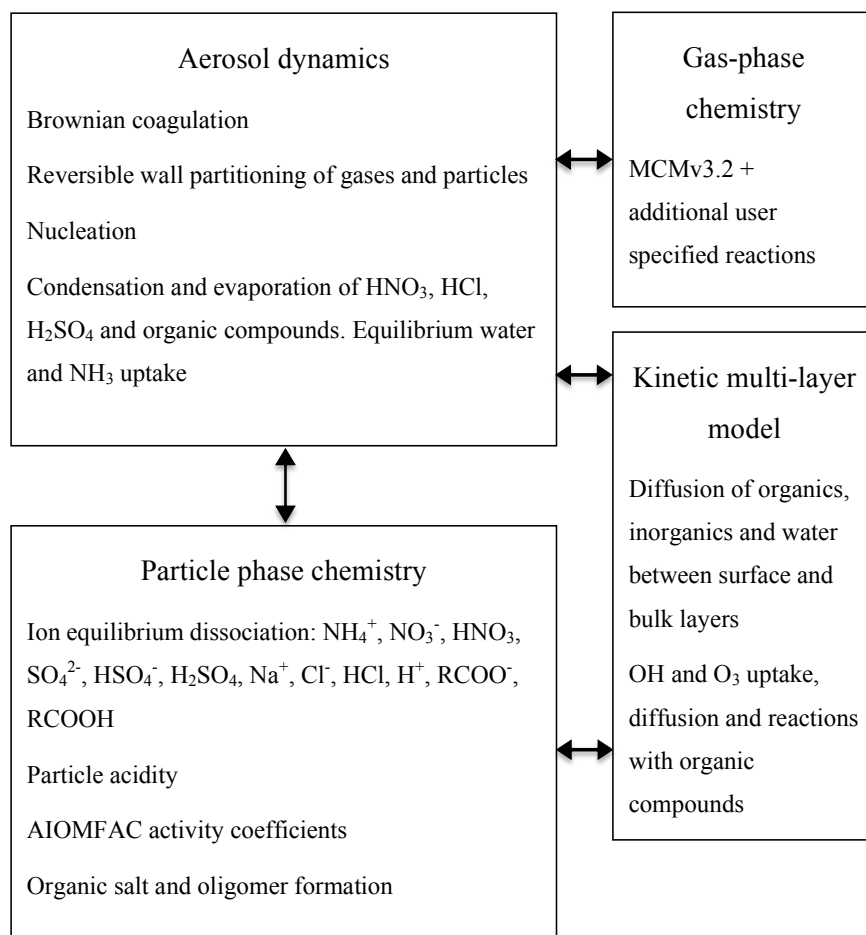 Aerosol dynamics
Brownian coagulation
Reversible wall partitioning of gases and particles
Nucleation
Condensation and evaporation of HNO₃, HCl,
H₂SO₄ and organic compounds. Equilibrium water
and NH₃ uptake
Gas-phase
chemistry
MCMv3.2 +
additional user
specified reactions
Kinetic multi-layer
model
Diffusion of organics,
inorganics and water
between surface and
bulk layers
OH and O₃ uptake,
diffusion and reactions
with organic
compounds
Particle phase chemistry
Ion equilibrium dissociation: NH₄⁺, NO₃⁻, HNO₃,
SO₄²⁻, HSO₄⁻, H₂SO₄, Na⁺, Cl⁻, HCl, H⁺, RCOO⁻,
RCOOH
Particle acidity
AIOMFAC activity coefficients
Organic salt and oligomer formation